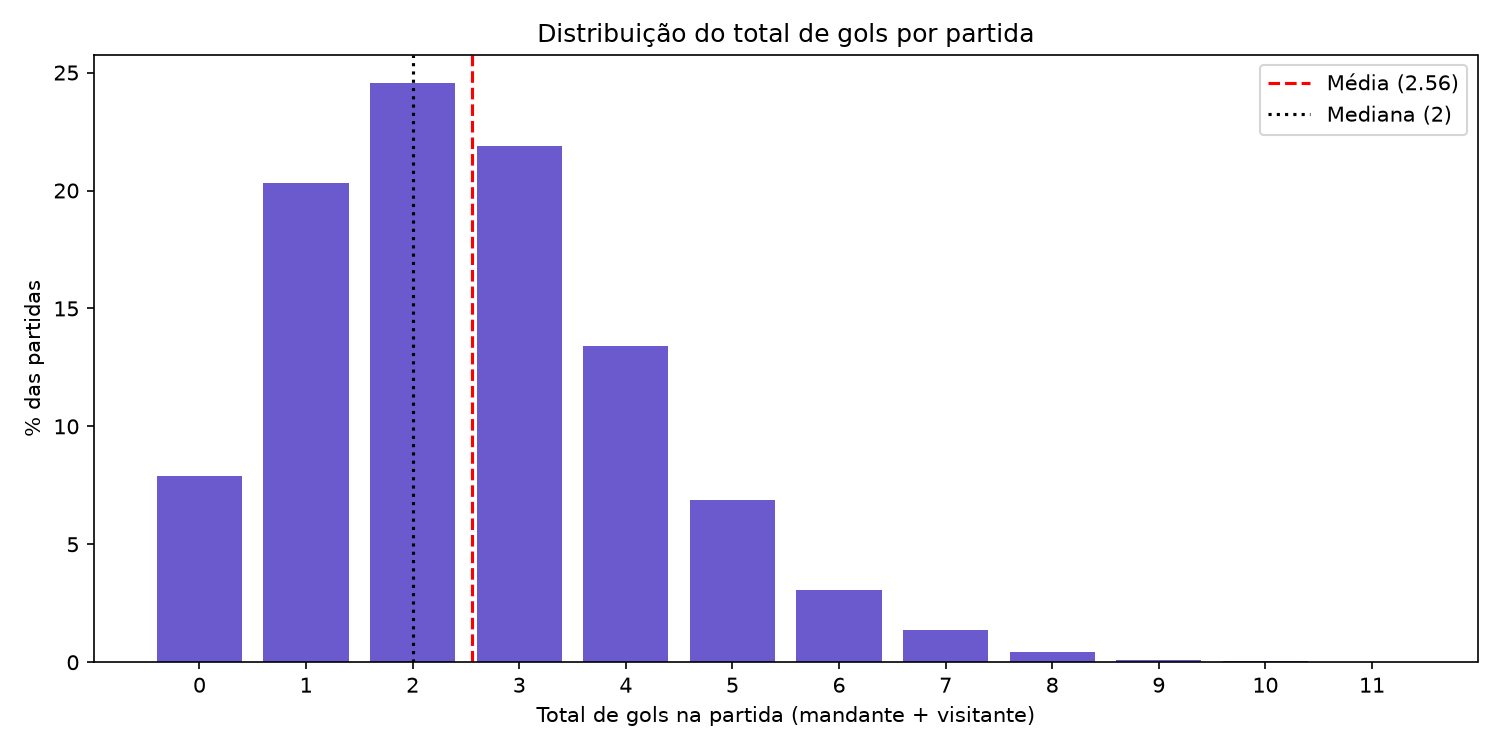 Distribuição do total de gols por partida
Média (2.56)
Mediana (2)
% das partidas
25
20
15
10
5
0
0 1 2 3 4 5 6 7 8 9 10 11
Total de gols na partida (mandante + visitante)